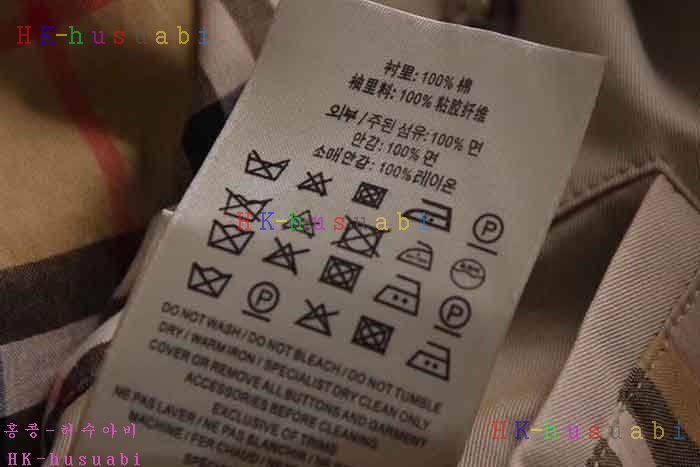 HK-husuabi
衬里: 100% 棉
袖里料: 100% 粘胶纤维
외부 / 주된 섬유: 100% 면
안감 : 100% 면
소매 안감 : 100% 레이온
HK-husuabi
DO NOT WASH / DO NOT BLEACH / DO NOT TUMBLE
DRY / WARM IRON / SPECIALIST DRY CLEAN ONLY
COVER OR REMOVE ALL BUTTONS AND GARMENT
ACCESSORIES BEFORE CLEANING
EXCLUSIVE OF TRIMS
NE PAS LAVER / NE PAS BLANCHIR / NE
MACHINE / FER CHAUD
홍콩-허수아비
HK-husuabi
HK-husuabi